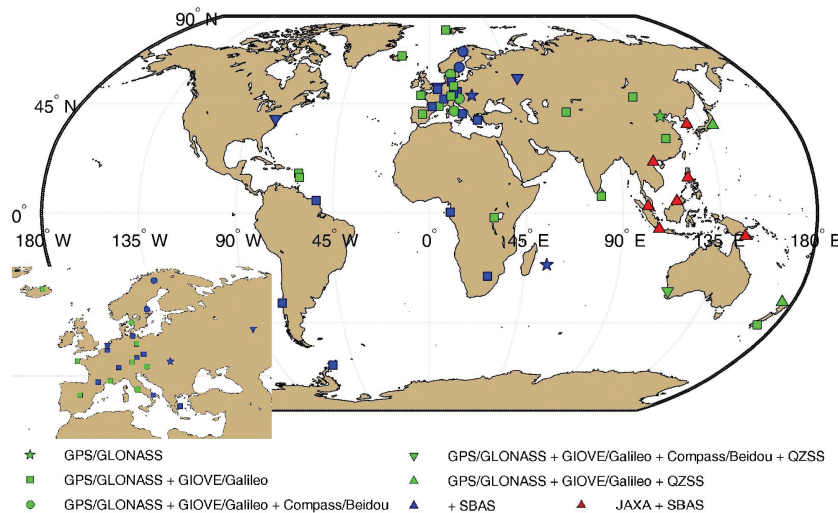 90° N
45° N
0°
180° W 135° W 90° W 45° W 0° 45° E 90° E 135° E 180° E
GPS/GLONASS
GPS/GLONASS + GIOVE/Galileo
GPS/GLONASS + GIOVE/Galileo + Compass/Beidou
GPS/GLONASS + GIOVE/Galileo + Compass/Beidou + QZSS
GPS/GLONASS + GIOVE/Galileo + QZSS
+ SBAS
JAXA + SBAS